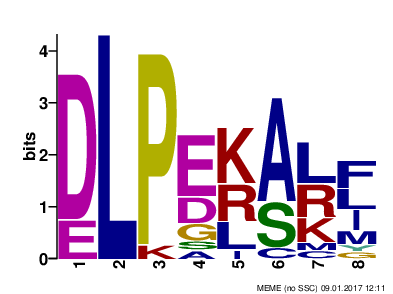 4
3
2
1
0
bits
D L P E K A L F
E K D R S R L
G L C K I
S I M M
A C Y
G
1 2 3 4 5 6 7 8
MEME (no SSC) 09.01.2017 12:11